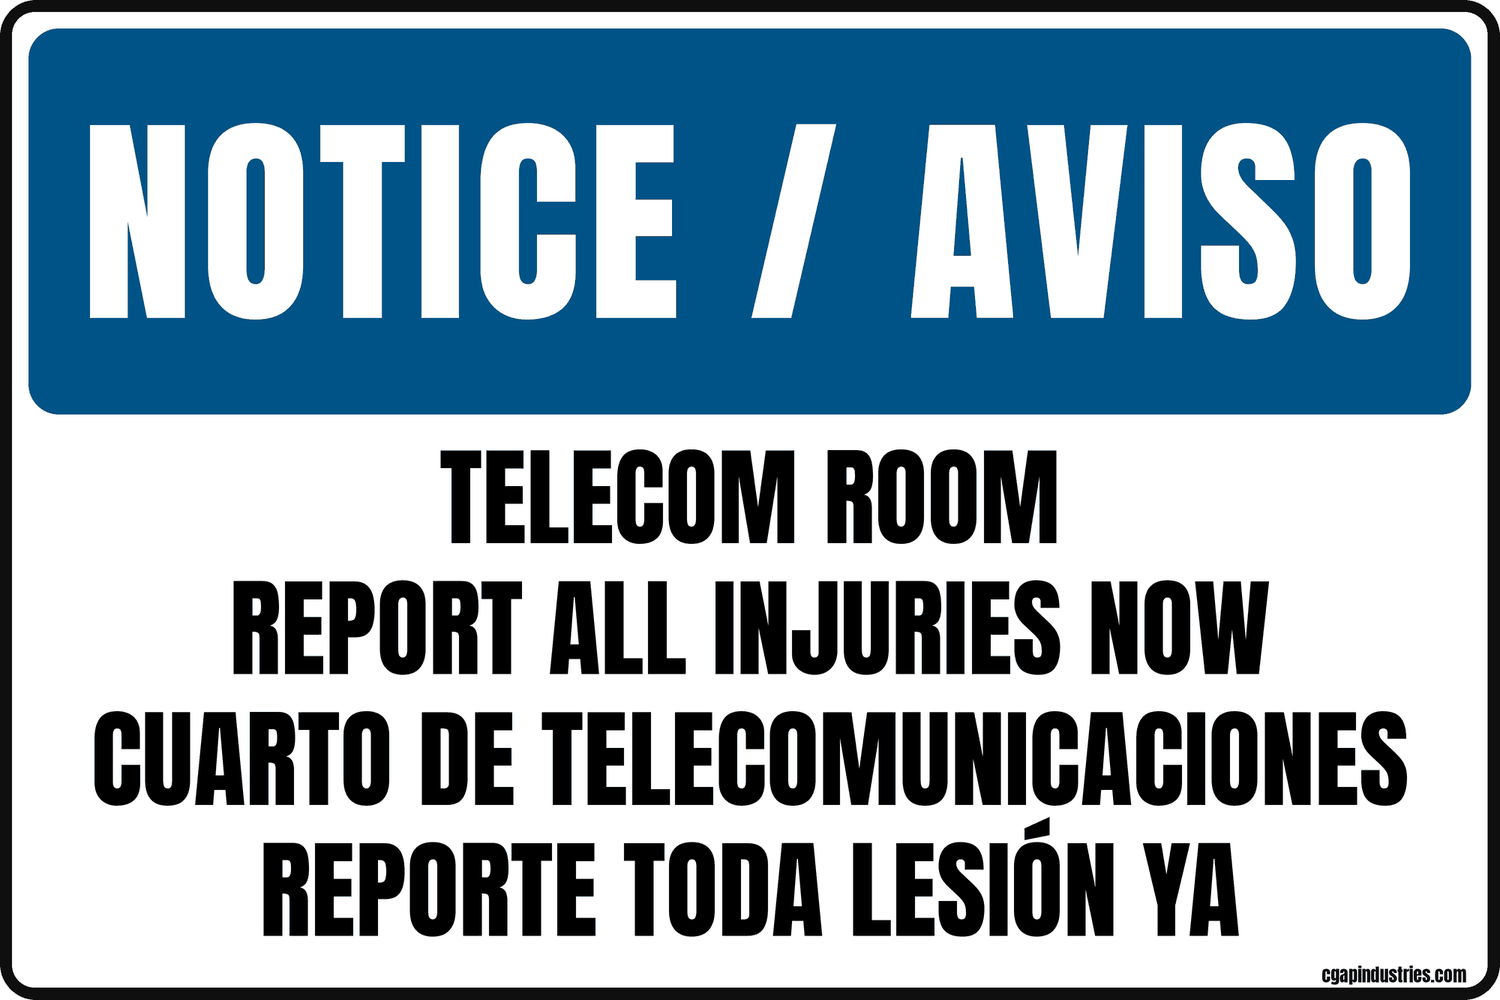 NOTICE / AVISO
TELECOM ROOM
REPORT ALL INJURIES NOW
CUARTO DE TELECOMUNICACIONES
REPORTE TODA LESIÓN YA
cgapindustries.com